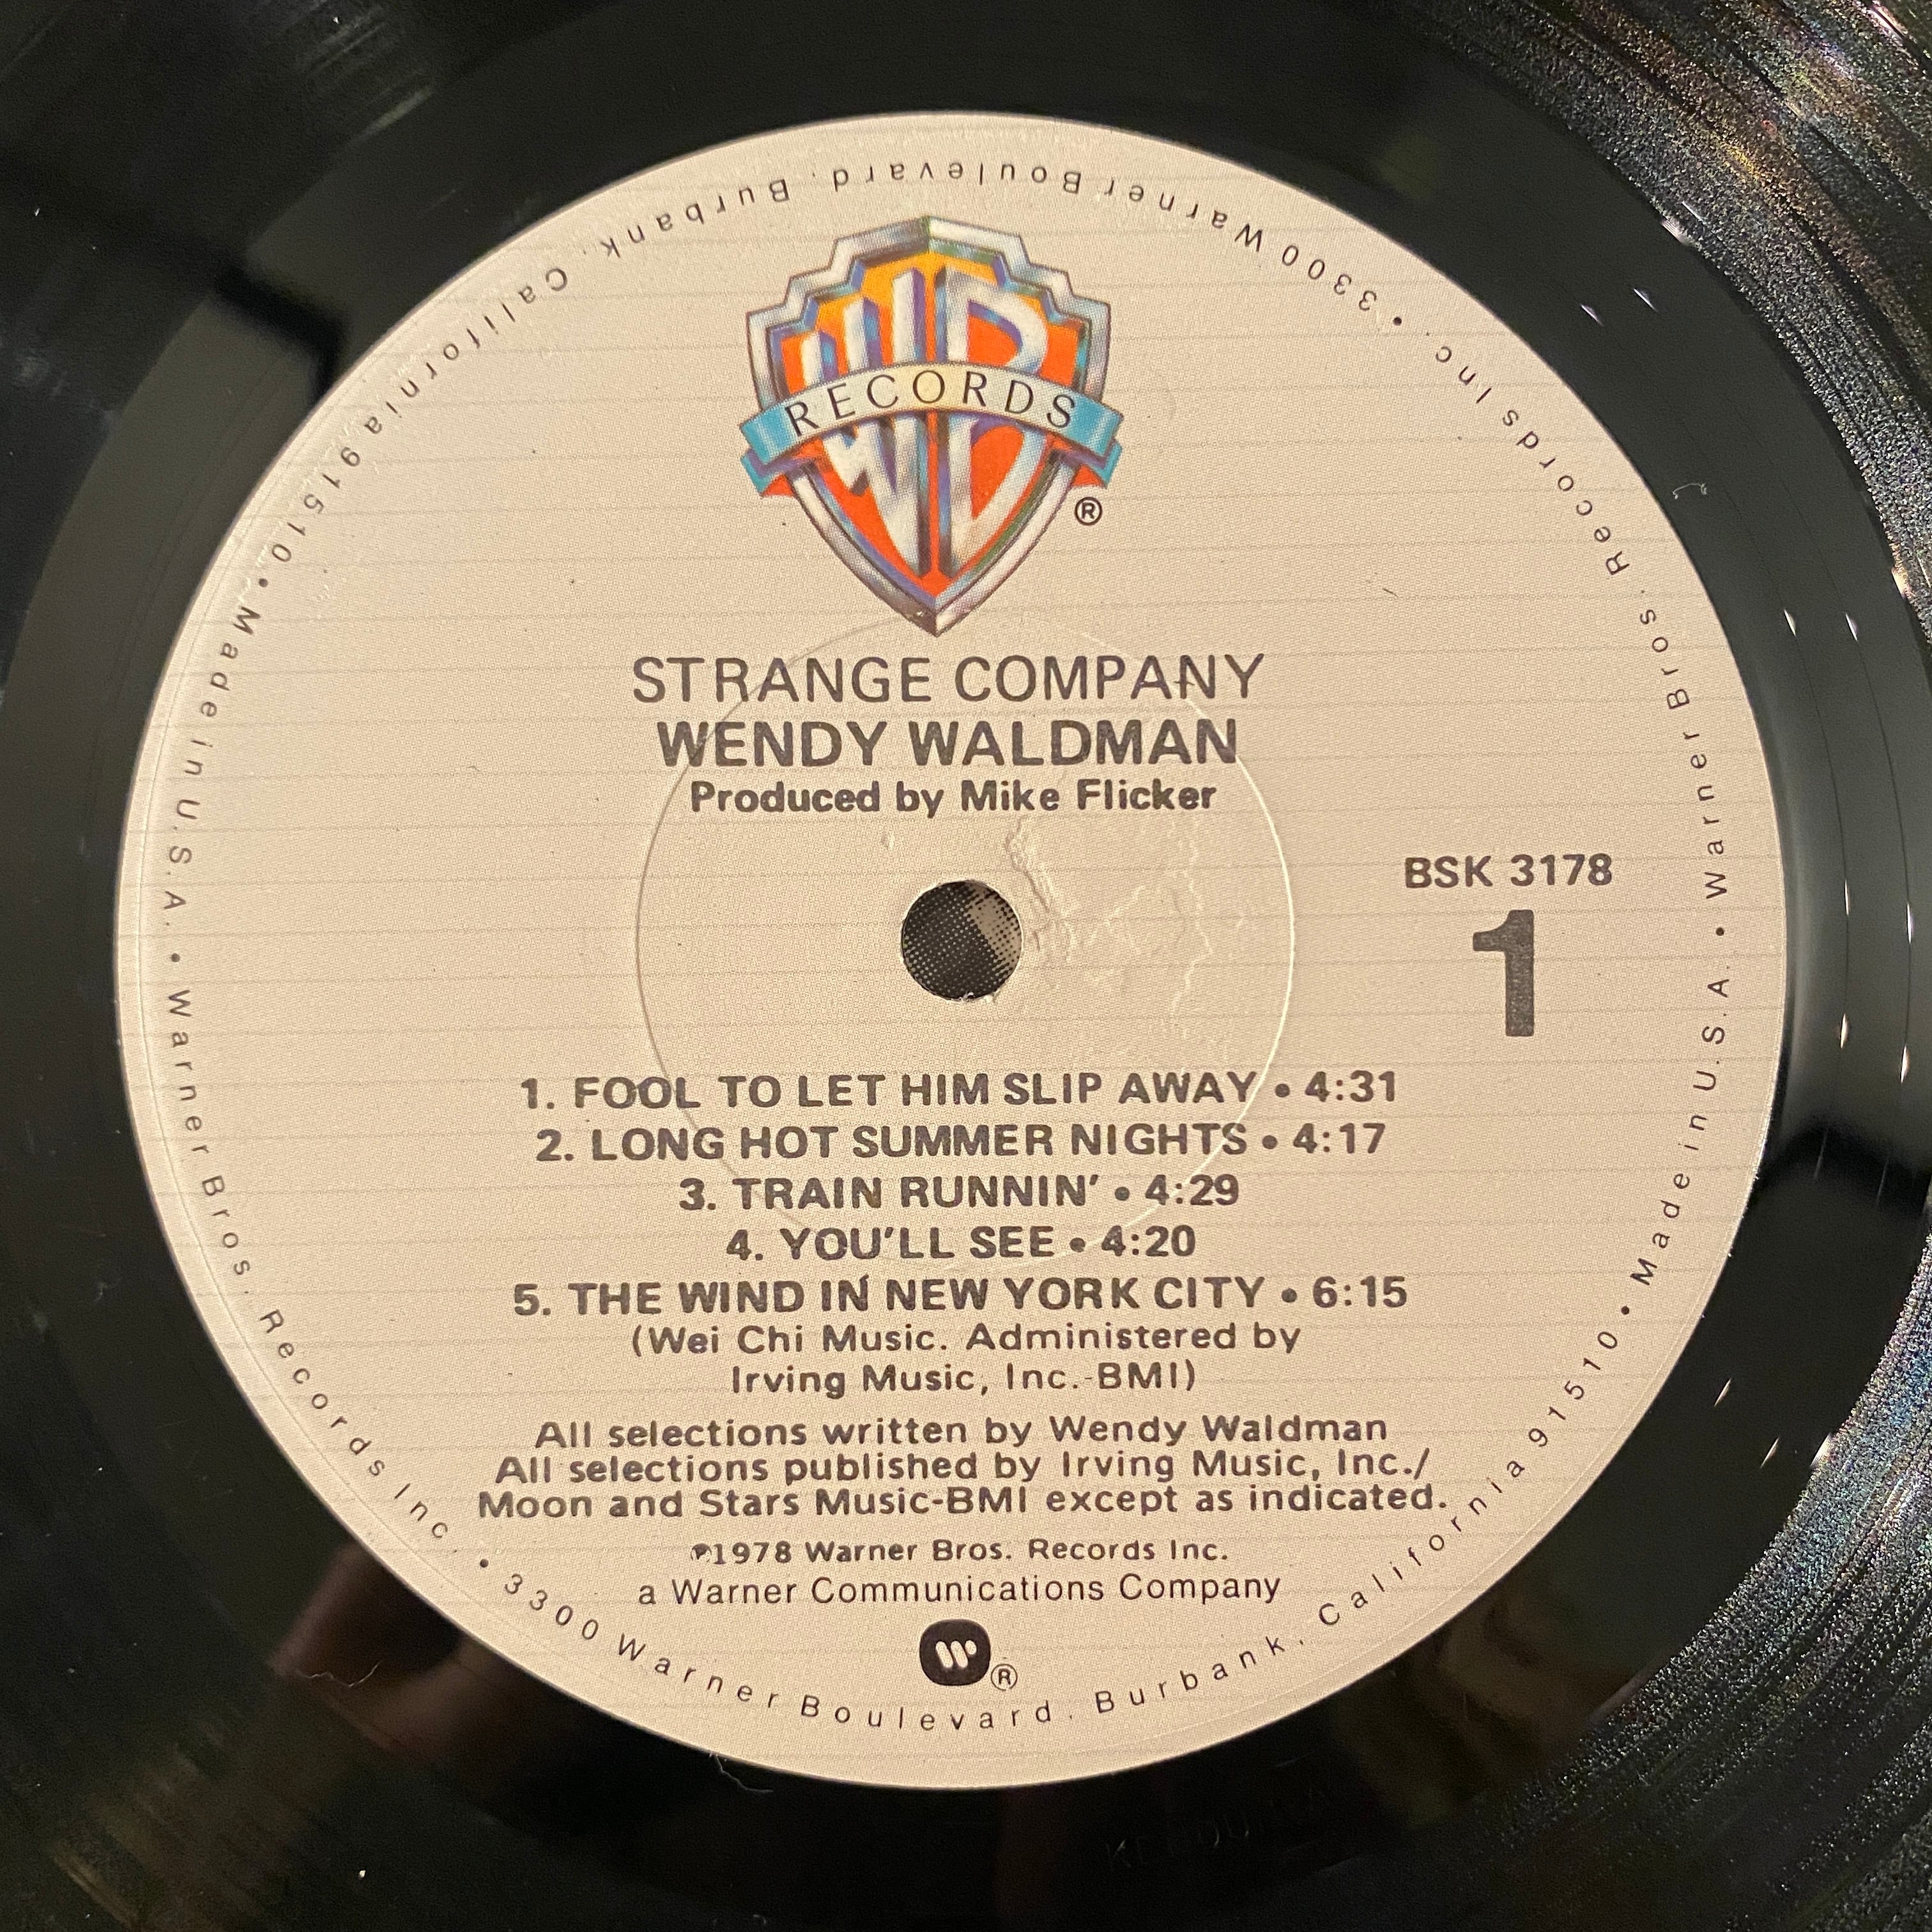 RECORDS
®
STRANGE COMPANY
WENDY WALDMAN
Produced by Mike Flicker
BSK 3178
1
1. FOOL TO LET HIM SLIP AWAY • 4:31
2. LONG HOT SUMMER NIGHTS • 4:17
3. TRAIN RUNNIN' • 4:29
4. YOU'LL SEE • 4:20
5. THE WIND IN NEW YORK CITY • 6:15
(Wei Chi Music. Administered by
Irving Music, Inc.-BMI)
All selections written by Wendy Waldman
All selections published by Irving Music, Inc./
Moon and Stars Music-BMI except as indicated.
℗1978 Warner Bros. Records Inc.
a Warner Communications Company
®
Warner Bros. Records Inc. • 3300 Warner Boulevard, Burbank, California 91510 • Made in U.S.A. • Warner Bros. Records Inc. • 3300 Warner Boulevard, Burbank, California 91510 • Made in U.S.A. •